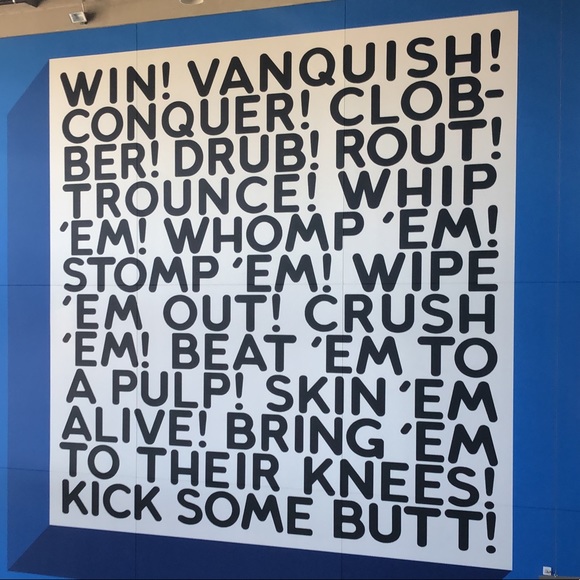 WIN! VANQUISH!
CONQUER! CLOB-
BER! DRUB! ROUT!
TROUNCE! WHIP
'EM! WHOMP 'EM!
STOMP 'EM! WIPE
'EM OUT! CRUSH
'EM! BEAT 'EM TO
A PULP! SKIN 'EM
ALIVE! BRING 'EM
TO THEIR KNEES!
KICK SOME BUTT!